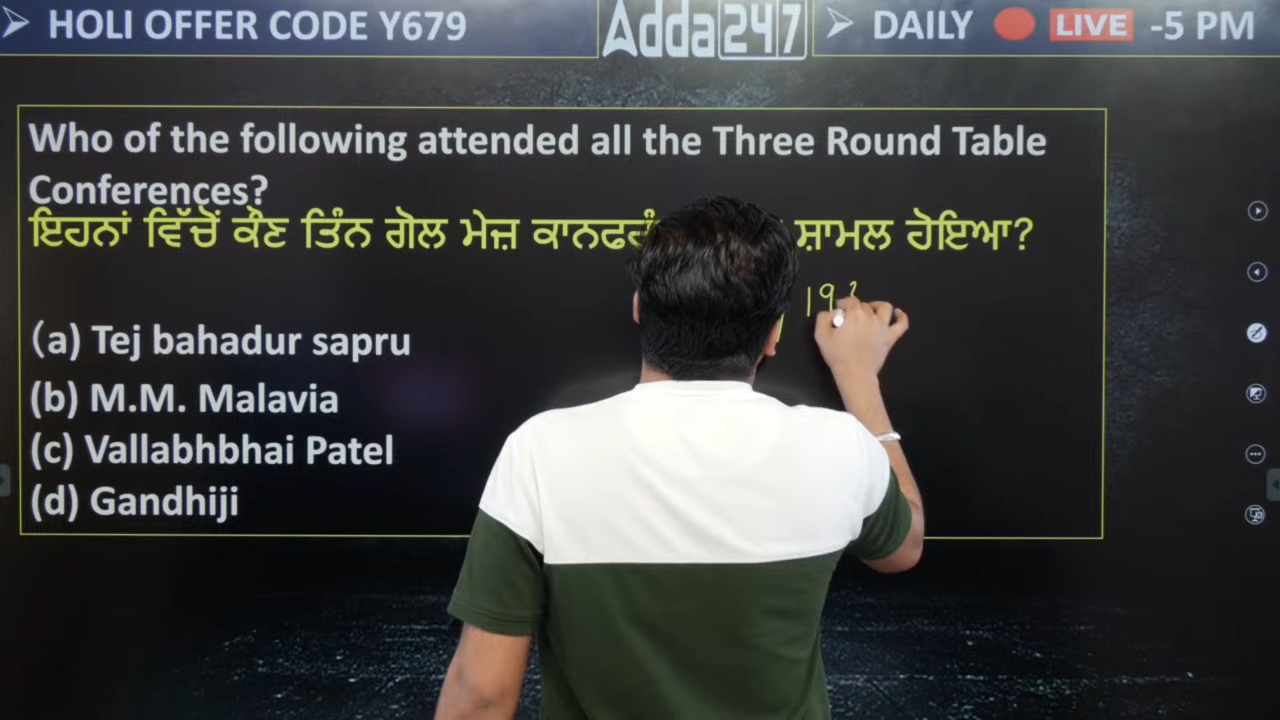 HOLI OFFER CODE Y679
Adda247
DAILY LIVE -5 PM
Who of the following attended all the Three Round Table
Conferences?
ਇਹਨਾਂ ਵਿੱਚੋਂ ਕੌਣ ਤਿੰਨ ਗੋਲ ਮੇਜ਼ ਸ਼ਾਮਲ ਹੋਇਆ?
19
(a) Tej bahadur sapru
(b) M.M. Malavia
(c) Vallabhbhai Patel
(d) Gandhiji